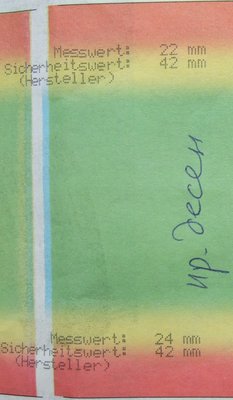 Messwert: 22 mm
Sicherheitswert: 42 mm
(Hersteller)
пр. десен
Messwert: 24 mm
Sicherheitswert: 42 mm
(Hersteller)